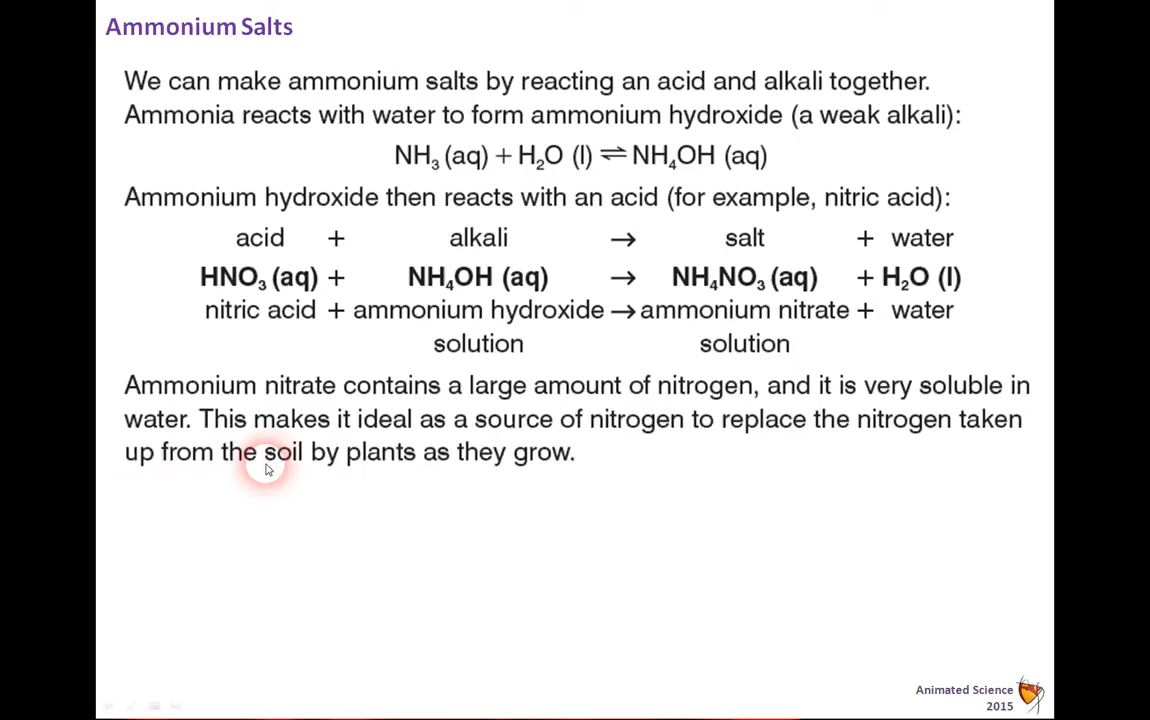 Ammonium Salts
We can make ammonium salts by reacting an acid and alkali together.
Ammonia reacts with water to form ammonium hydroxide (a weak alkali):
NH₃ (aq) + H₂O (l) ⇌ NH₄OH (aq)
Ammonium hydroxide then reacts with an acid (for example, nitric acid):
acid + alkali → salt + water
HNO₃ (aq) + NH₄OH (aq) → NH₄NO₃ (aq) + H₂O (l)
nitric acid + ammonium hydroxide → ammonium nitrate + water
solution solution
Ammonium nitrate contains a large amount of nitrogen, and it is very soluble in
water. This makes it ideal as a source of nitrogen to replace the nitrogen taken
up from the soil by plants as they grow.
Animated Science
2015